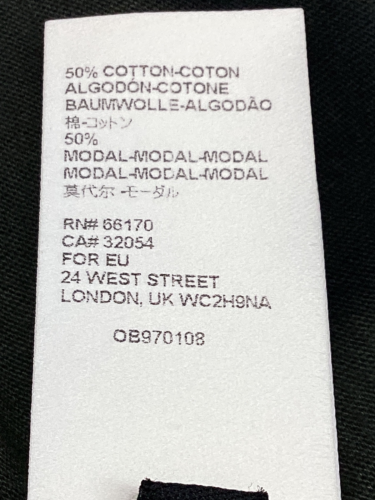 50% COTTON-COTON
ALGODÓN-COTONE
BAUMWOLLE-ALGODÃO
棉-コットン
50%
MODAL-MODAL-MODAL
MODAL-MODAL-MODAL
莫代尔 -モーダル
RN# 66170
CA# 32054
FOR EU
24 WEST STREET
LONDON, UK WC2H9NA
OB970108